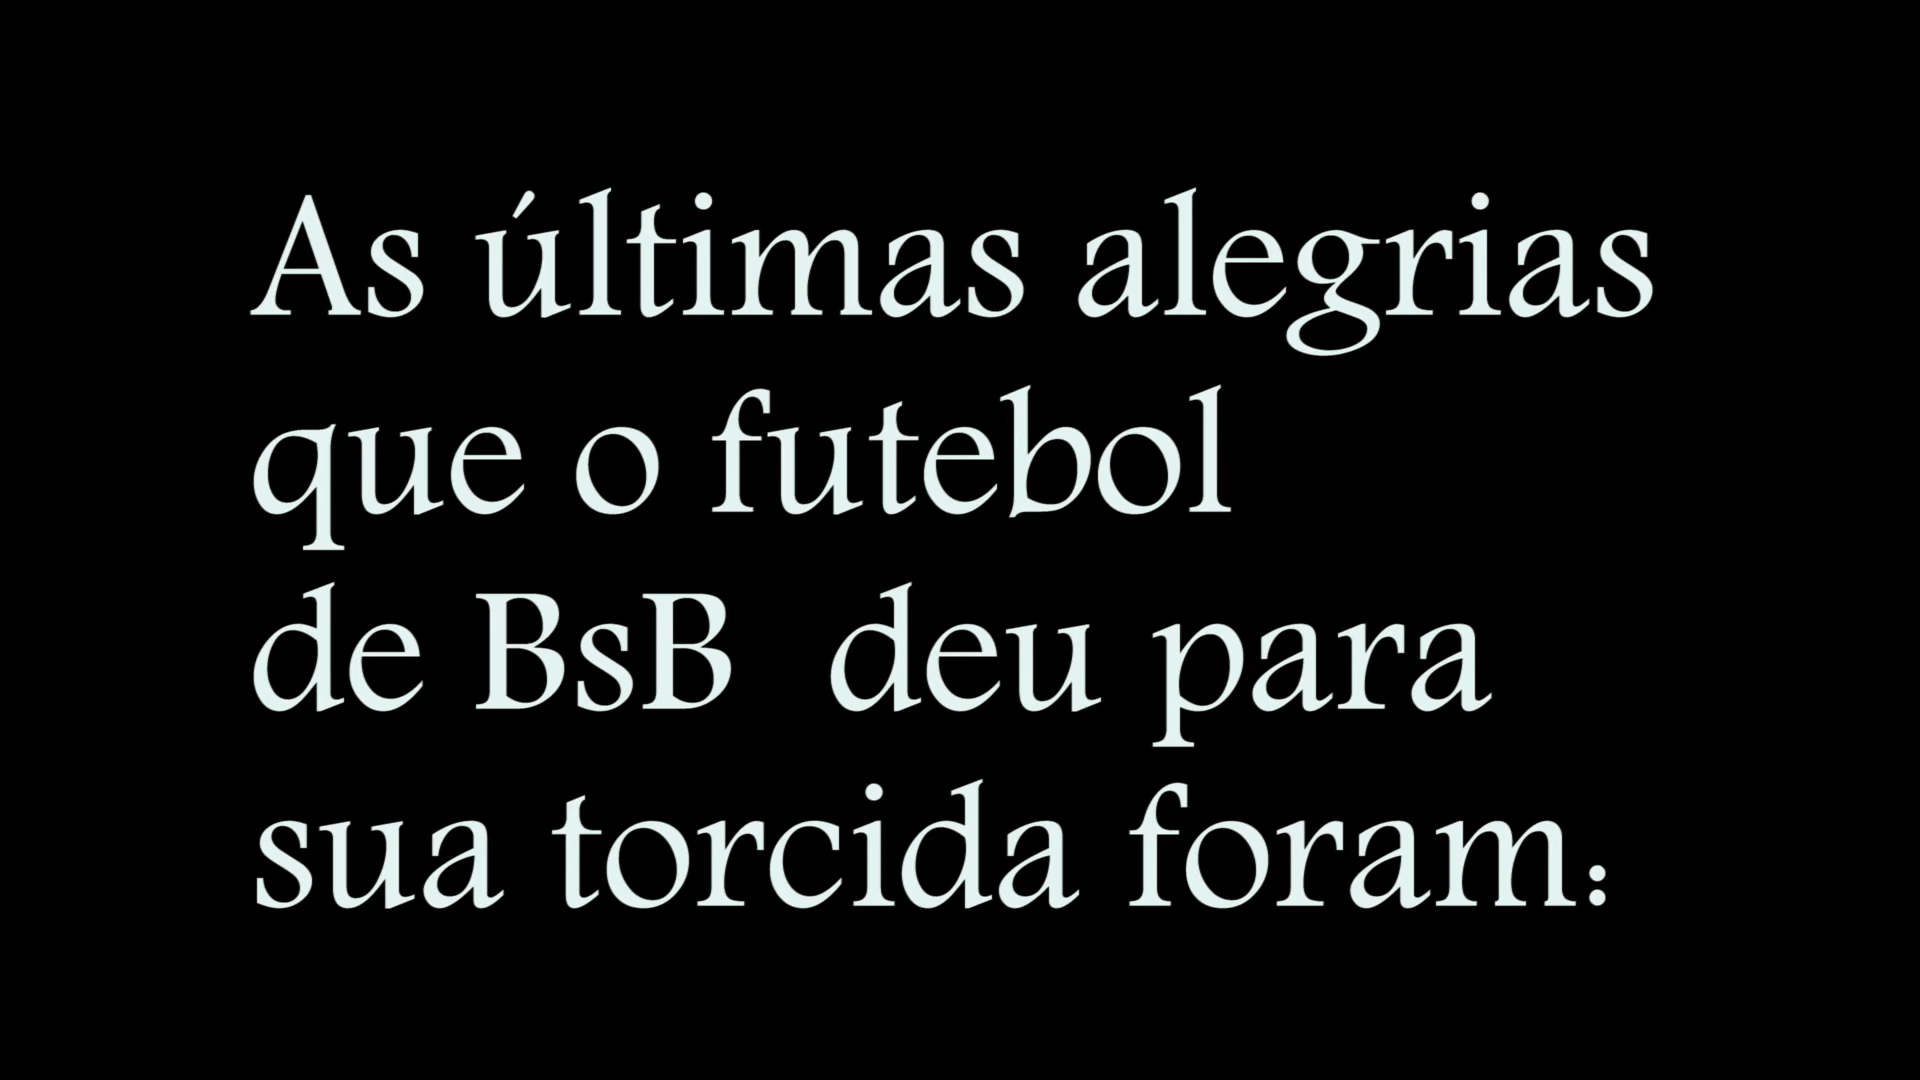 As últimas alegrias
que o futebol
de BsB  deu para
sua torcida foram: